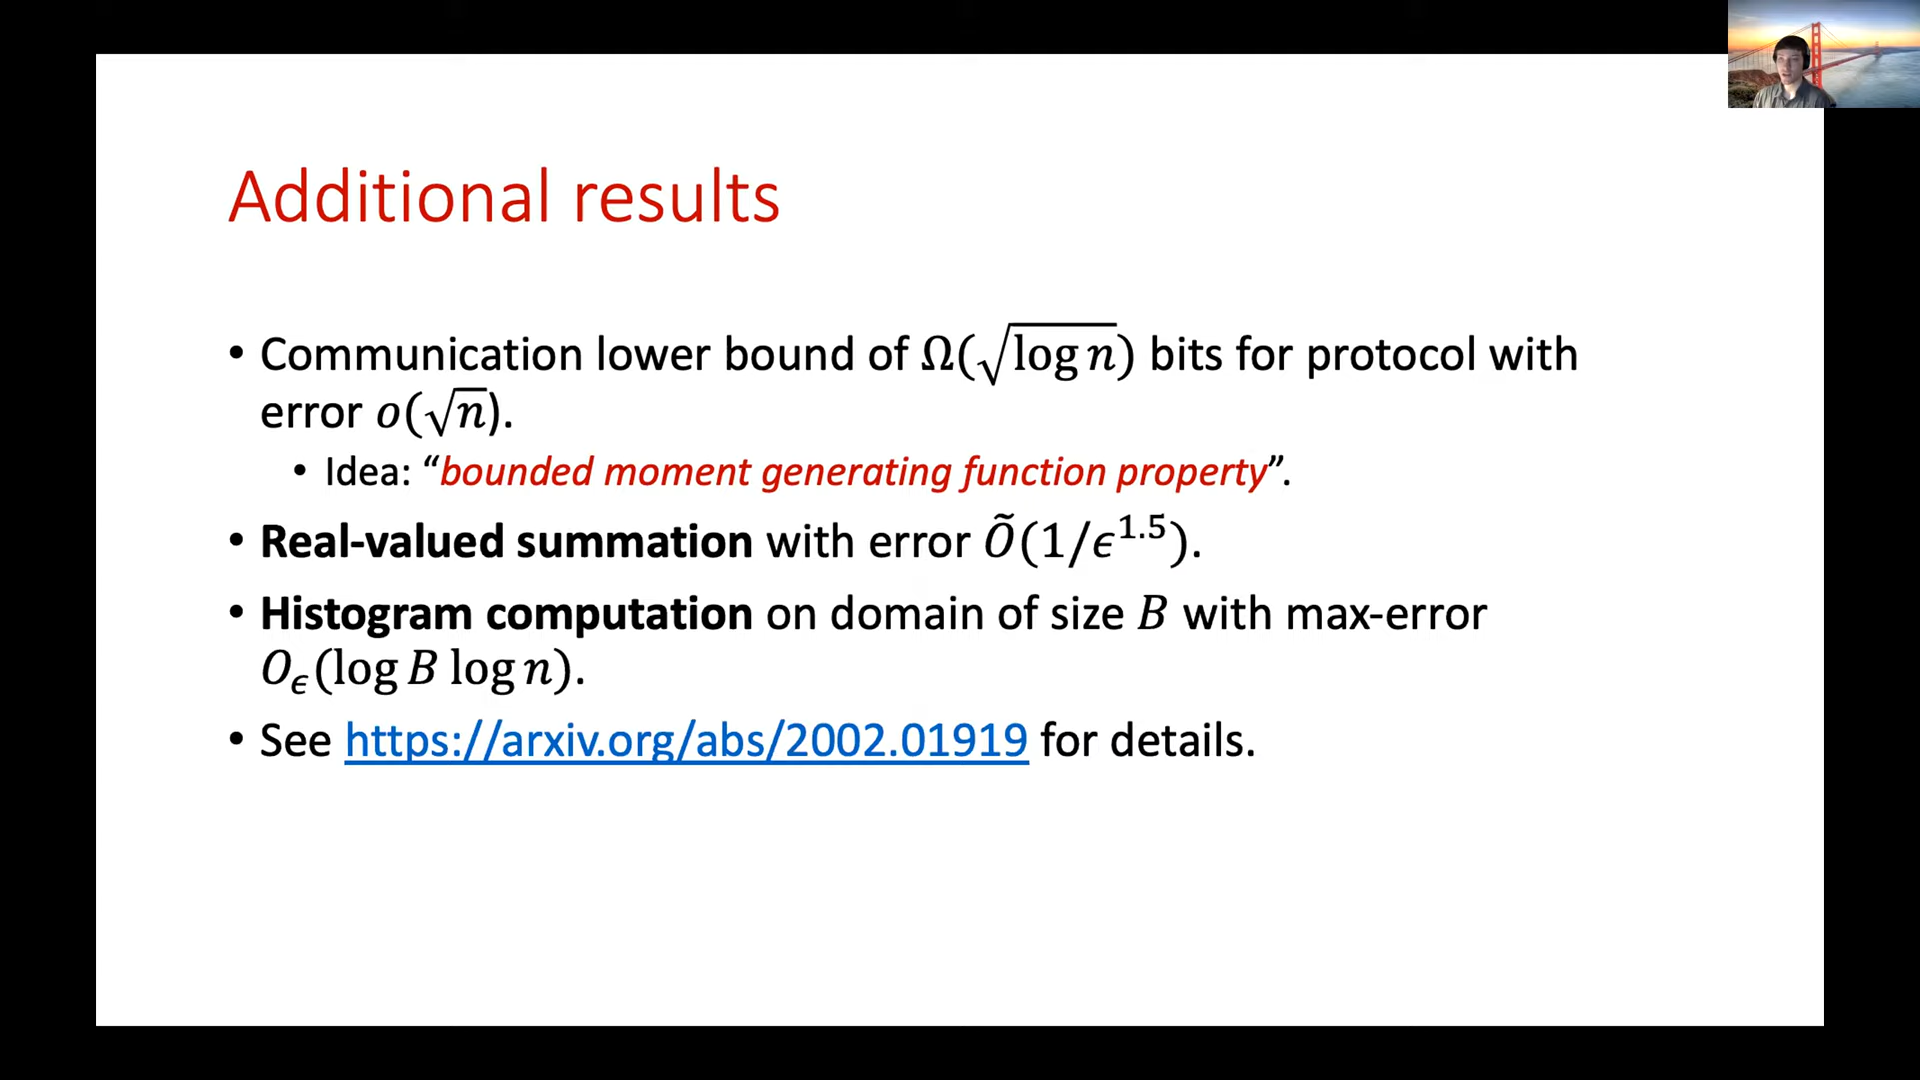 Additional results
• Communication lower bound of Ω(√log n) bits for protocol with
error o(√n).
• Idea: “bounded moment generating function property”.
• Real-valued summation with error Õ(1/ϵ^1.5).
• Histogram computation on domain of size B with max-error
O_ϵ(log B log n).
• See https://arxiv.org/abs/2002.01919 for details.